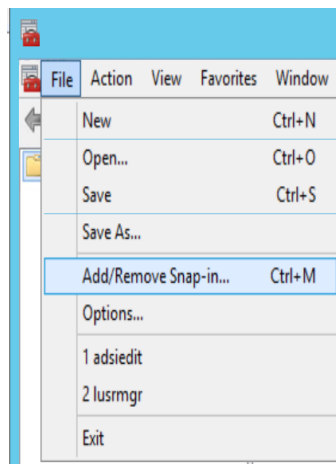 File Action View Favorites Window
New Ctrl+N
Open... Ctrl+O
Save Ctrl+S
Save As...
Add/Remove Snap-in... Ctrl+M
Options...
1 adsiedit
2 lusrmgr
Exit